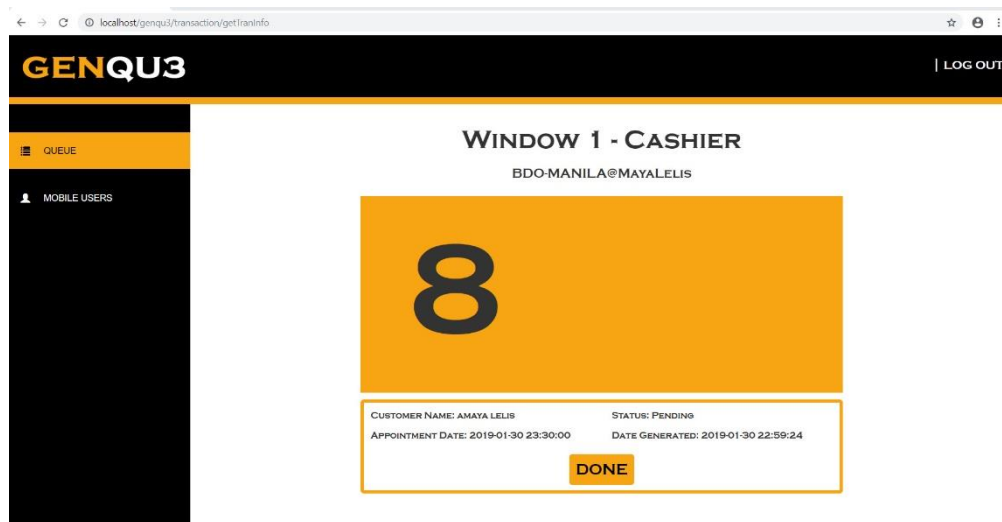 localhost/genqu3/transaction/getTranInfo
GENQU3
| LOG OUT
QUEUE
MOBILE USERS
WINDOW 1 - CASHIER
BDO-MANILA@MAYALELIS
8
CUSTOMER NAME: AMAYA LELIS
STATUS: PENDING
APPOINTMENT DATE: 2019-01-30 23:30:00
DATE GENERATED: 2019-01-30 22:59:24
DONE